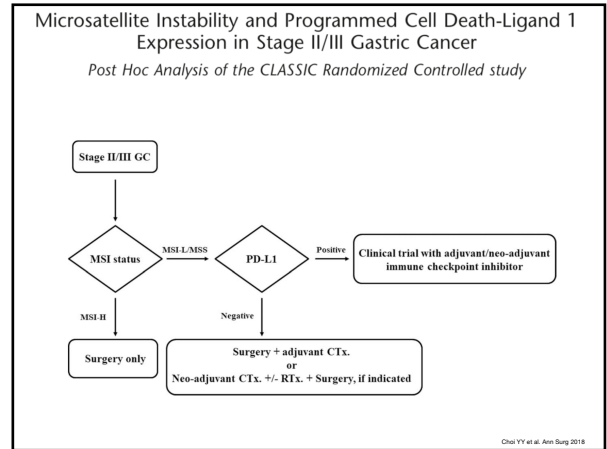 Microsatellite Instability and Programmed Cell Death-Ligand 1
Expression in Stage II/III Gastric Cancer
Post Hoc Analysis of the CLASSIC Randomized Controlled study
Stage II/III GC
MSI status
MSI-L/MSS
PD-L1
Positive
Clinical trial with adjuvant/neo-adjuvant
immune checkpoint inhibitor
MSI-H
Negative
Surgery only
Surgery + adjuvant CTx.
or
Neo-adjuvant CTx. +/- RTx. + Surgery, if indicated
Choi YY et al. Ann Surg 2018